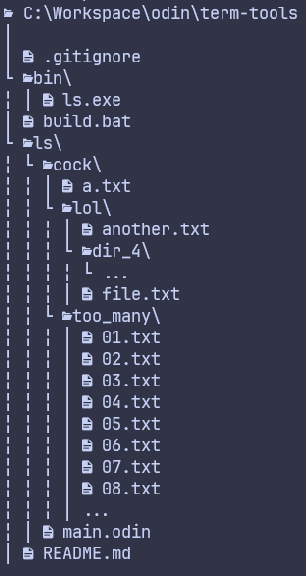 C:\Workspace\odin\term-tools
.gitignore
bin\
ls.exe
build.bat
ls\
cock\
a.txt
lol\
another.txt
dir_4\
...
file.txt
too_many\
01.txt
02.txt
03.txt
04.txt
05.txt
06.txt
07.txt
08.txt
...
main.odin
README.md